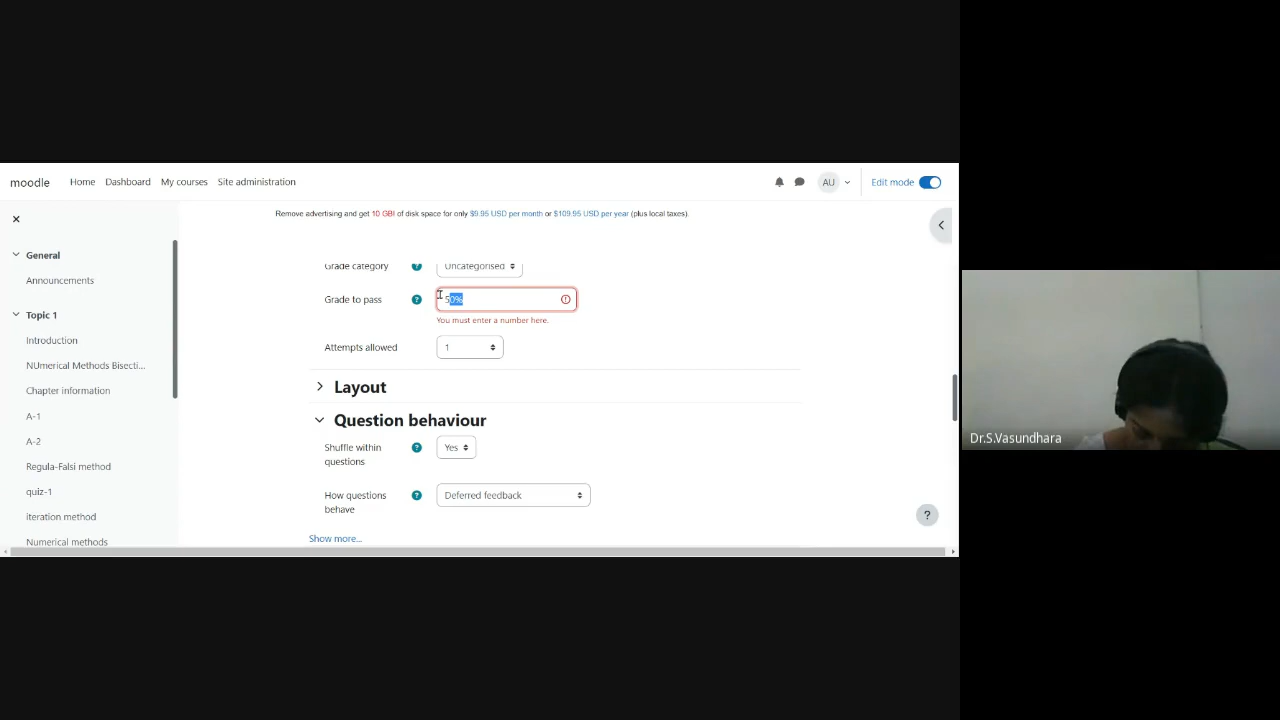 moodle Home Dashboard My courses Site administration AU Edit mode
Remove advertising and get 10 GB! of disk space for only $9.95 USD per month or $109.95 USD per year (plus local taxes).
General
Announcements
Topic 1
Introduction
NUmerical Methods Bisecti...
Chapter information
A-1
A-2
Regula-Falsi method
quiz-1
iteration method
Numerical methods
Grade category ? Uncategorised
Grade to pass ? 50%
You must enter a number here.
Attempts allowed 1
Layout
Question behaviour
Shuffle within questions ? Yes
How questions behave ? Deferred feedback
Show more...
?
Dr.S.Vasundhara